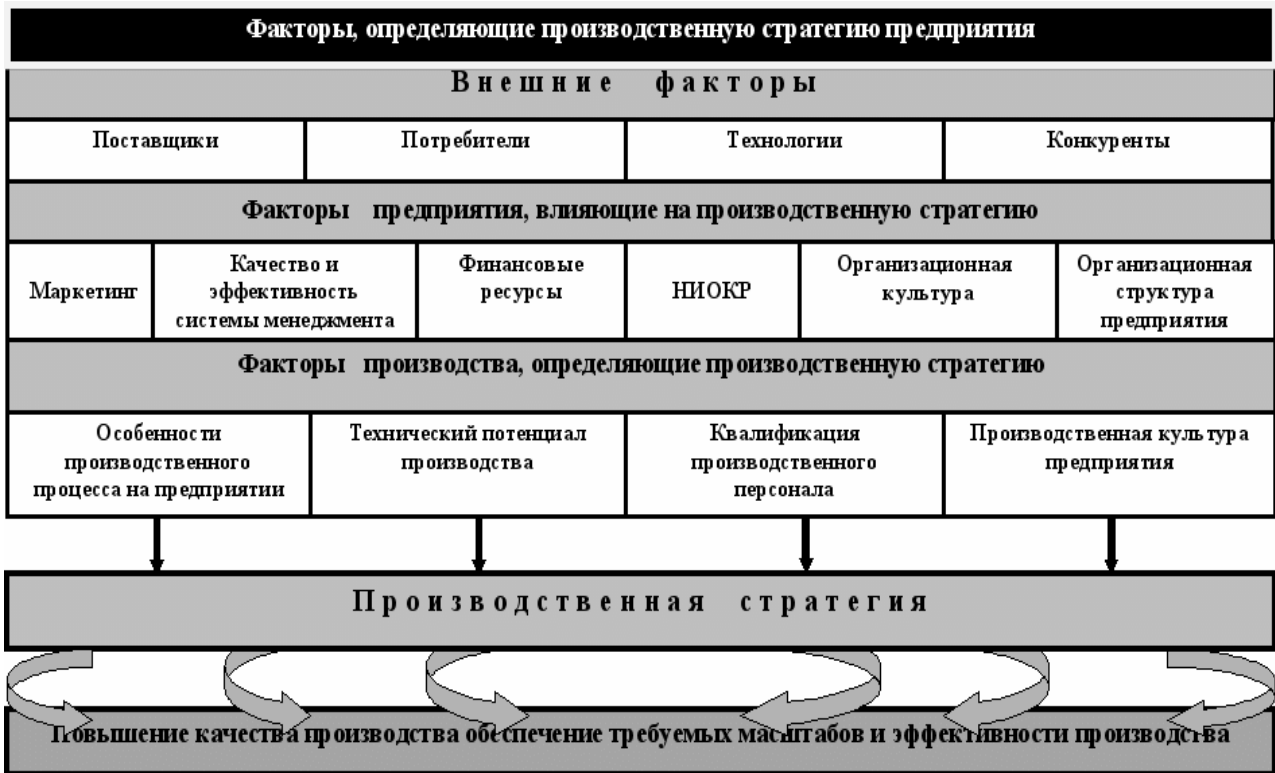 Факторы, определяющие производственную стратегию предприятия
Внешние факторы
Поставщики
Потребители
Технологии
Конкуренты
Факторы предприятия, влияющие на производственную стратегию
Маркетинг
Качество и
эффективность
системы менеджмента
Финансовые
ресурсы
НИОКР
Организационная
культура
Организационная
структура
предприятия
Факторы производства, определяющие производственную стратегию
Особенности
производственного
процесса на предприятии
Технический потенциал
производства
Квалификация
производственного
персонала
Производственная культура
предприятия
Производственная стратегия
Повышение качества производства обеспечение требуемых масштабов и эффективности производства